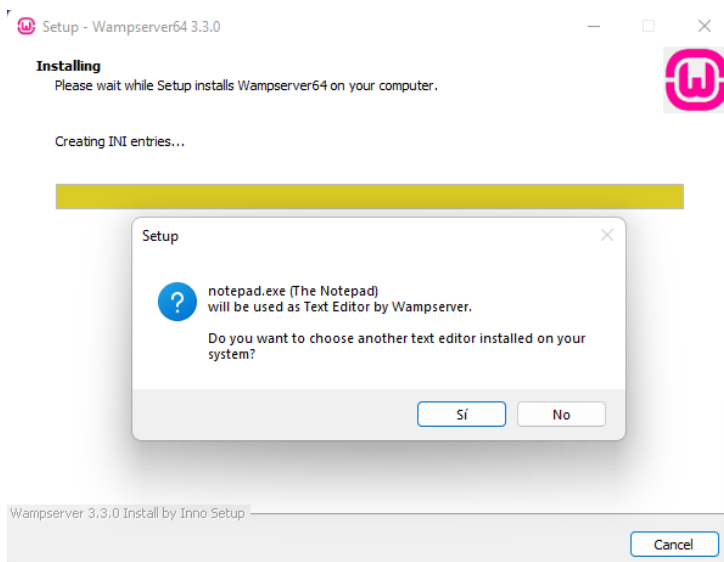 Setup - Wampserver64 3.3.0
Installing
Please wait while Setup installs Wampserver64 on your computer.
Creating INI entries...
Setup
notepad.exe (The Notepad)
will be used as Text Editor by Wampserver.
Do you want to choose another text editor installed on your
system?
Sí No
Wampserver 3.3.0 Install by Inno Setup
Cancel